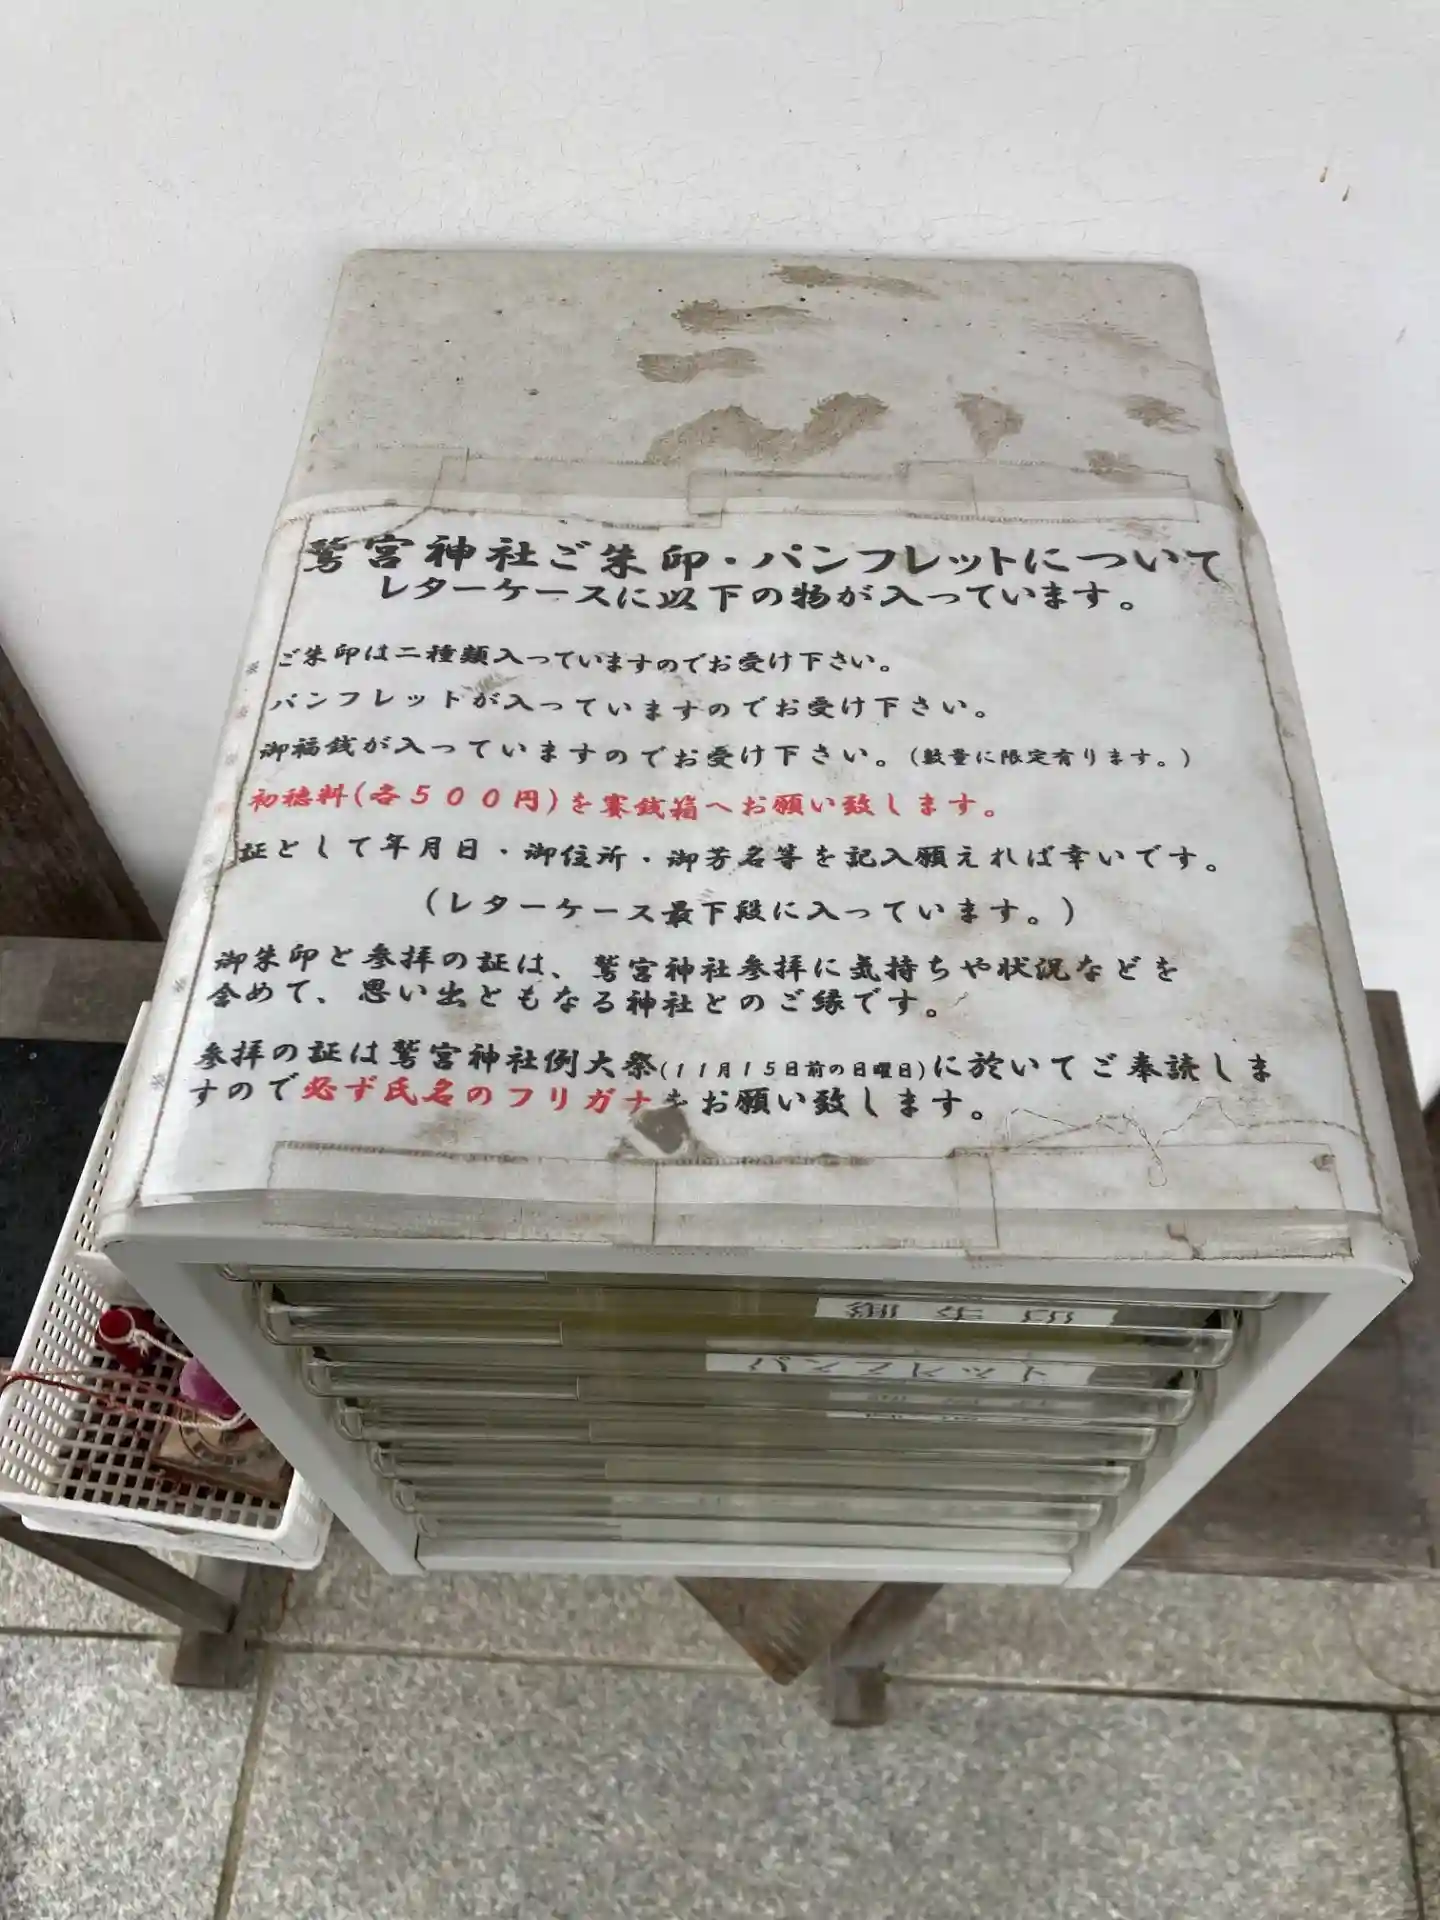 鷲宮神社ご朱印・パンフレットについて
レターケースに以下の物が入っています。
※ ご朱印は二種類入っていますのでお受け下さい。
※ パンフレットが入っていますのでお受け下さい。
※ 御福銭が入っていますのでお受け下さい。(数量に限定有ります。)
※ 初穂料(各500円)を賽銭箱へお願い致します。
※ 証として年月日・御住所・御芳名等を記入願えれば幸いです。
(レターケース最下段に入っています。)
※ 御朱印と参拝の証は、鷲宮神社参拝に気持ちや状況などを
含めて、思い出ともなる神社とのご縁です。
※ 参拝の証は鷲宮神社例大祭(11月15日前の日曜日)に於いてご奉読しま
すので必ず氏名のフリガナもお願い致します。
御朱印
パンフレット